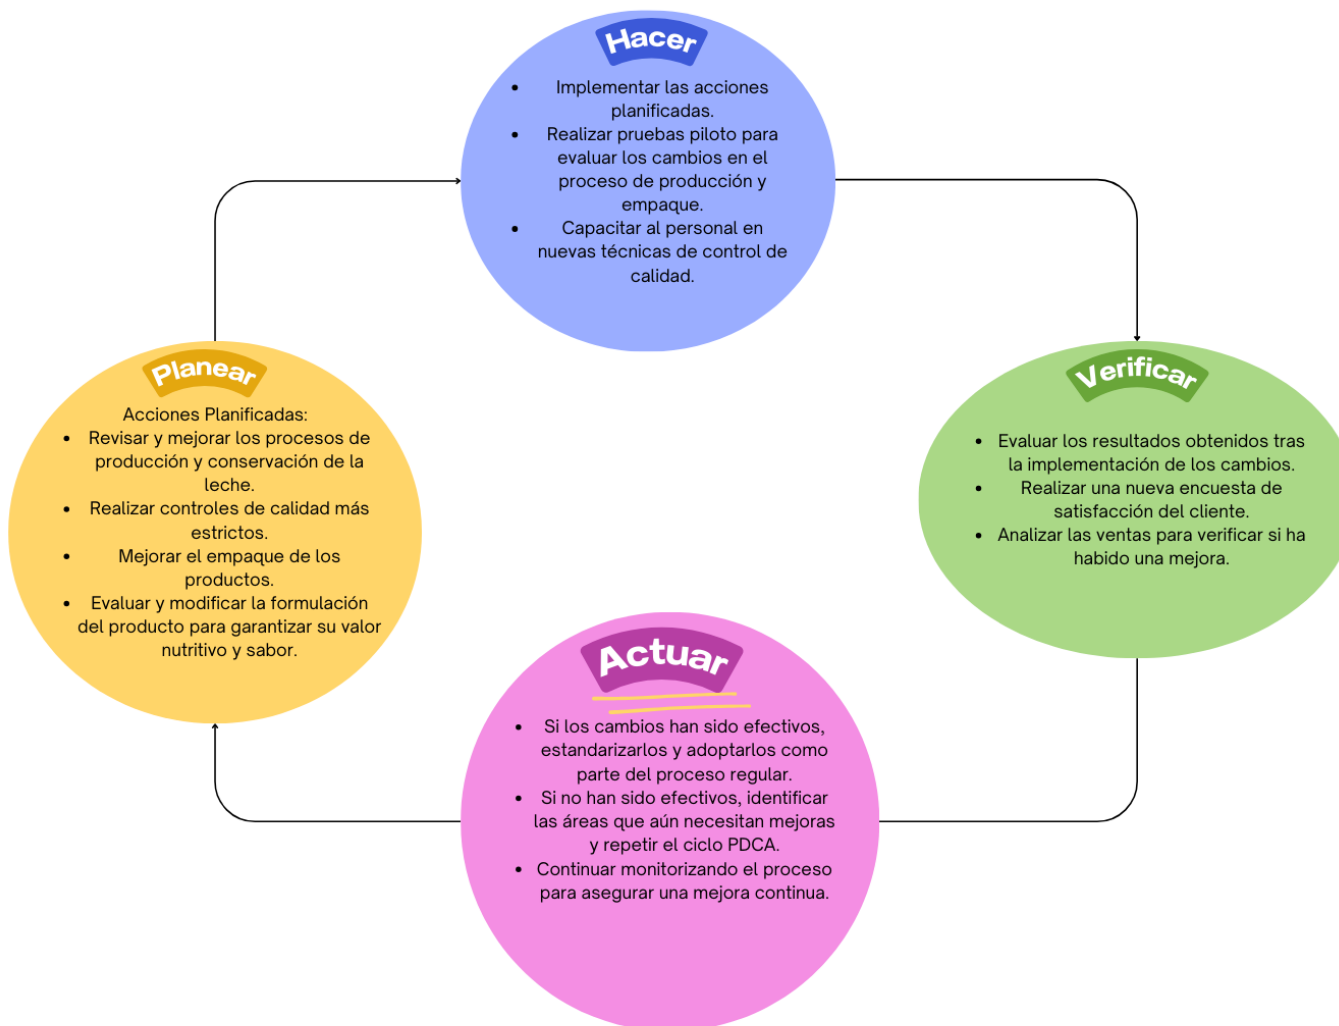 Hacer
• Implementar las acciones
planificadas.
• Realizar pruebas piloto para
evaluar los cambios en el
proceso de producción y
empaque.
• Capacitar al personal en
nuevas técnicas de control de
calidad.
Planear
Acciones Planificadas:
• Revisar y mejorar los procesos de
producción y conservación de la
leche.
• Realizar controles de calidad más
estrictos.
• Mejorar el empaque de los
productos.
• Evaluar y modificar la formulación
del producto para garantizar su valor
nutritivo y sabor.
Verificar
• Evaluar los resultados obtenidos tras
la implementación de los cambios.
• Realizar una nueva encuesta de
satisfacción del cliente.
• Analizar las ventas para verificar si ha
habido una mejora.
Actuar
• Si los cambios han sido efectivos,
estandarizarlos y adoptarlos como
parte del proceso regular.
• Si no han sido efectivos, identificar
las áreas que aún necesitan mejoras
y repetir el ciclo PDCA.
• Continuar monitorizando el proceso
para asegurar una mejora continua.